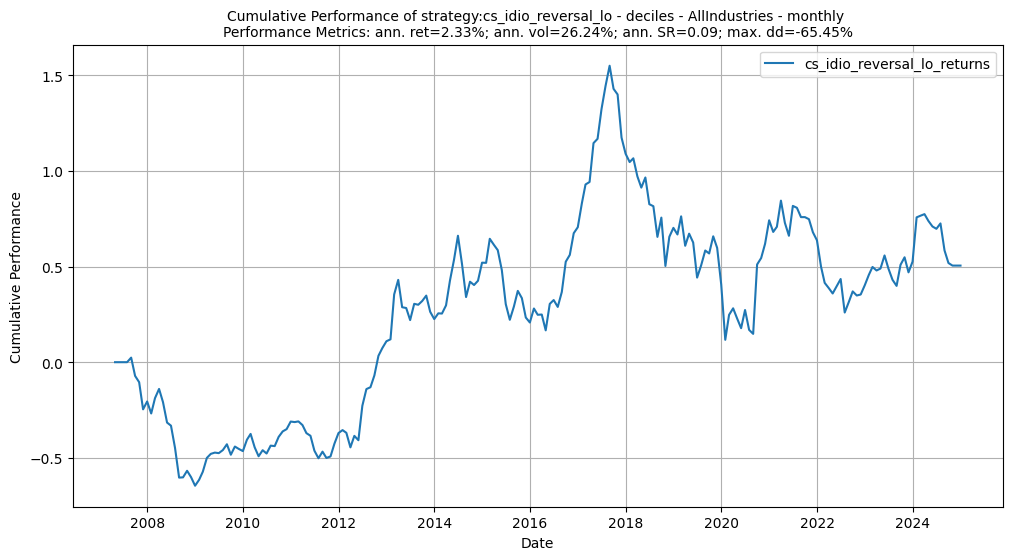 Cumulative Performance of strategy:cs_idio_reversal_lo - deciles - AllIndustries - monthly
Performance Metrics: ann. ret=2.33%; ann. vol=26.24%; ann. SR=0.09; max. dd=-65.45%
cs_idio_reversal_lo_returns
Cumulative Performance
1.5
1.0
0.5
0.0
−0.5
2008 2010 2012 2014 2016 2018 2020 2022 2024
Date